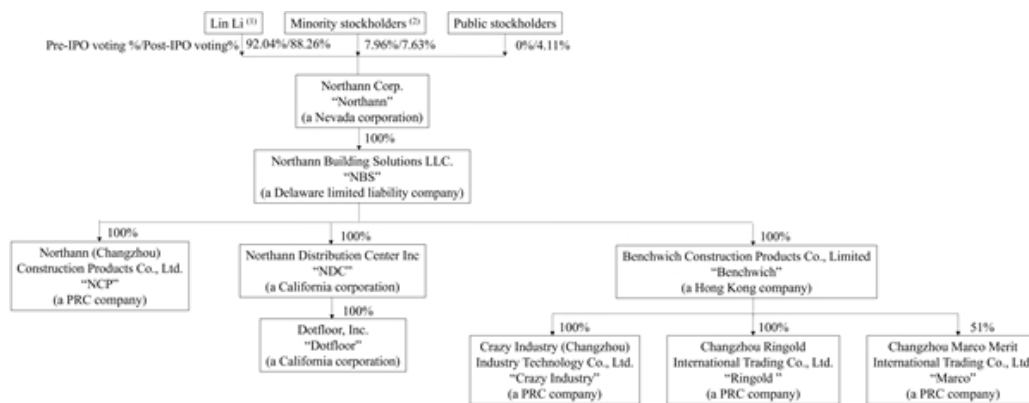 Lin Li (1)
Minority stockholders (2)
Public stockholders
Pre-IPO voting %/Post-IPO voting% 92.04%/88.26%
7.96%/7.63%
0%/4.11%
Northann Corp.
“Northann”
(a Nevada corporation)
100%
Northann Building Solutions LLC.
“NBS”
(a Delaware limited liability company)
100%
Northann (Changzhou)
Construction Products Co., Ltd.
“NCP”
(a PRC company)
100%
Northann Distribution Center Inc
“NDC”
(a California corporation)
100%
Benchwich Construction Products Co., Limited
“Benchwich”
(a Hong Kong company)
100%
Dotfloor, Inc.
“Dotfloor”
(a California corporation)
100%
Crazy Industry (Changzhou)
Industry Technology Co., Ltd.
“Crazy Industry”
(a PRC company)
100%
Changzhou Ringold
International Trading Co., Ltd.
“Ringold ”
(a PRC company)
51%
Changzhou Marco Merit
International Trading Co., Ltd
“Marco”
(a PRC company)